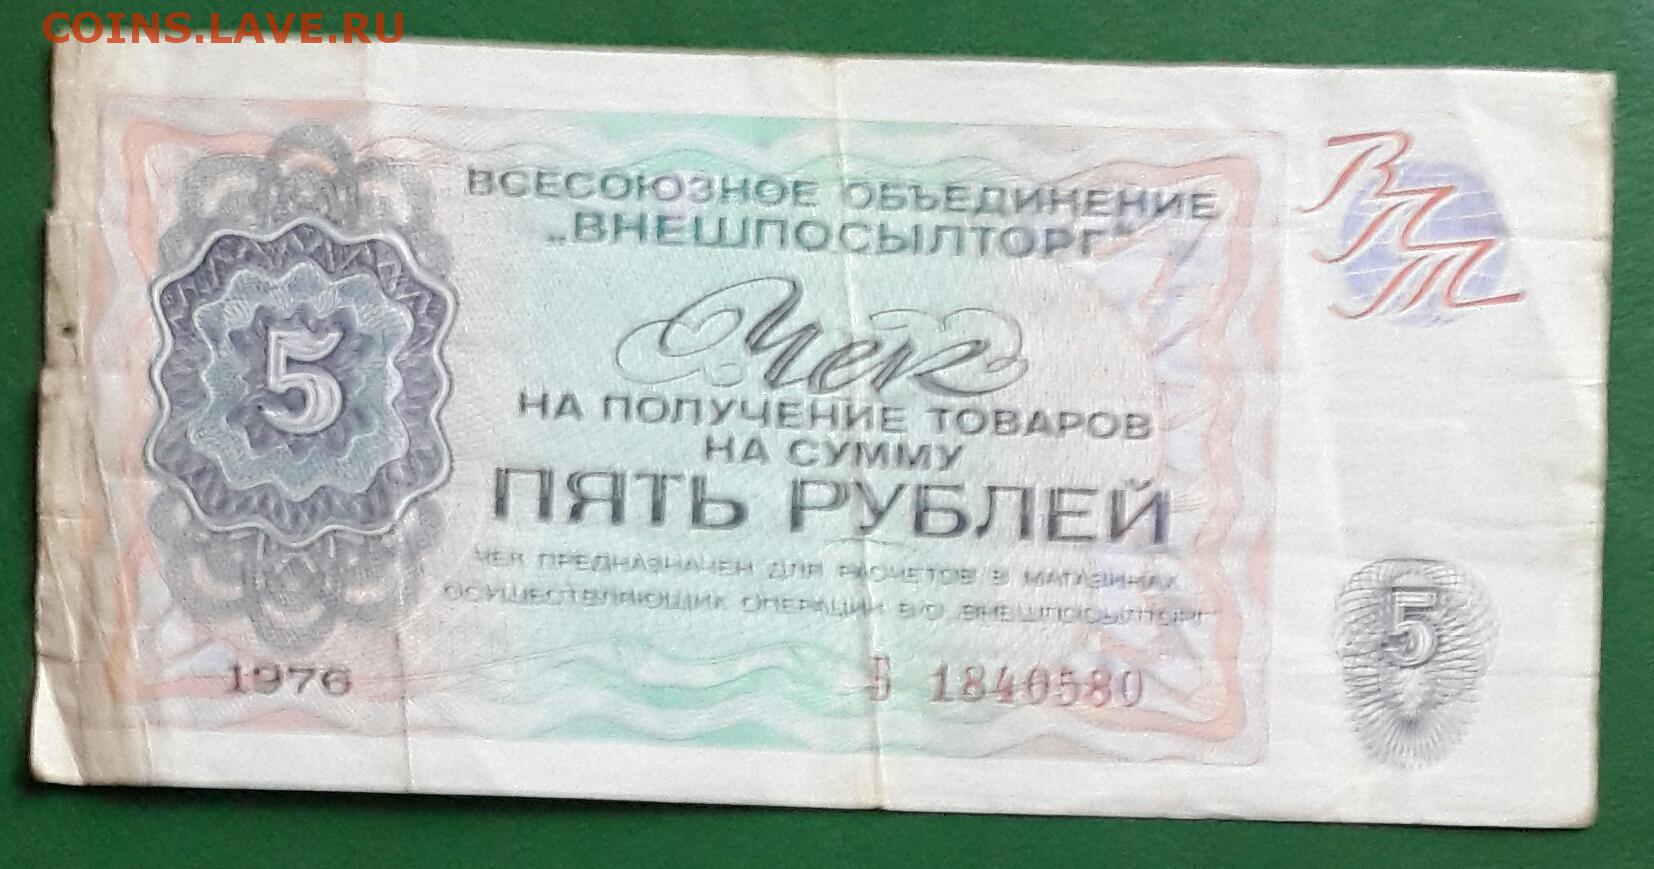 COINS.LAVE.RU
ВПТ
ВСЕСОЮЗНОЕ ОБЪЕДИНЕНИЕ
„ВНЕШПОСЫЛТОРГ"
Чек
НА ПОЛУЧЕНИЕ ТОВАРОВ
НА СУММУ
5
ПЯТЬ РУБЛЕЙ
ЧЕК ПРЕДНАЗНАЧЕН ДЛЯ РАСЧЕТОВ В МАГАЗИНАХ,
ОСУЩЕСТВЛЯЮЩИХ ОПЕРАЦИИ В/О „ВНЕШПОСЫЛТОРГ"
5
1976
Б 1840580